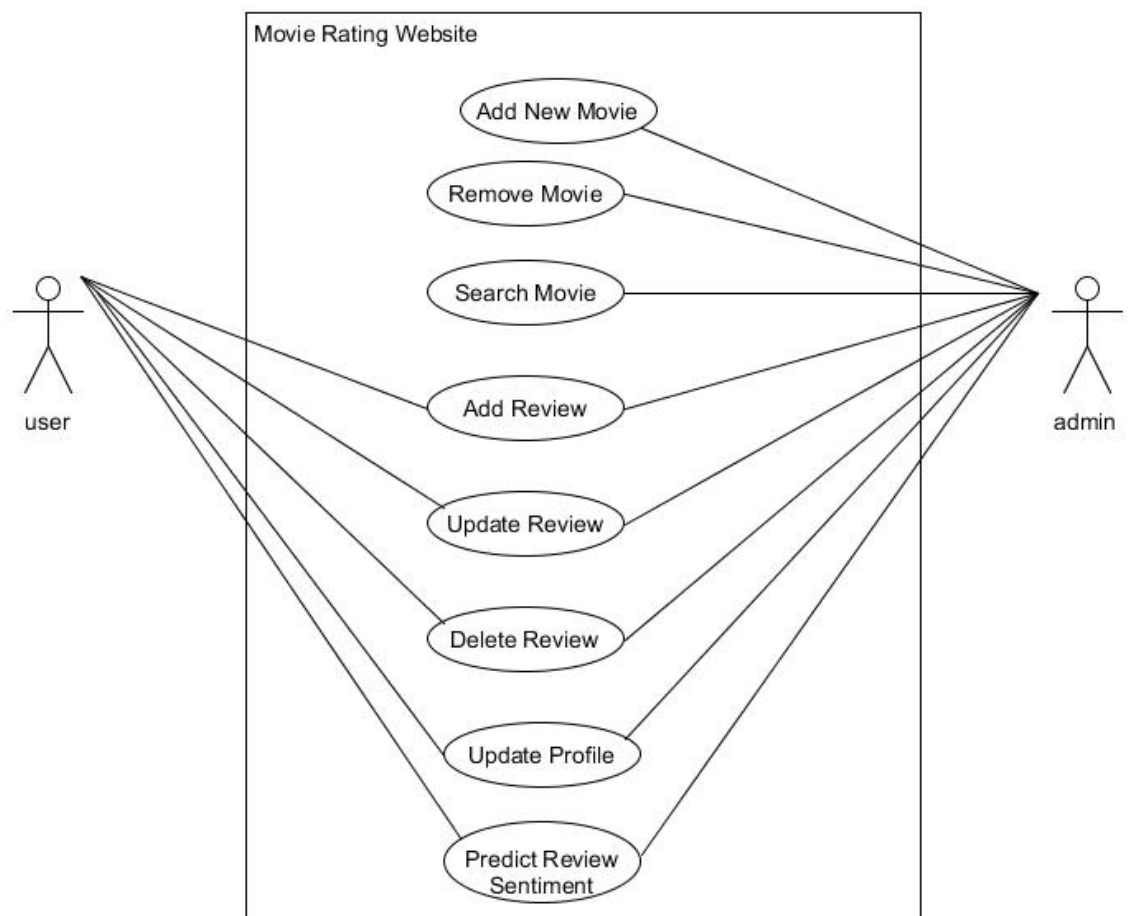 Movie Rating Website
Add New Movie
Remove Movie
Search Movie
Add Review
user
admin
Update Review
Delete Review
Update Profile
Predict Review
Sentiment